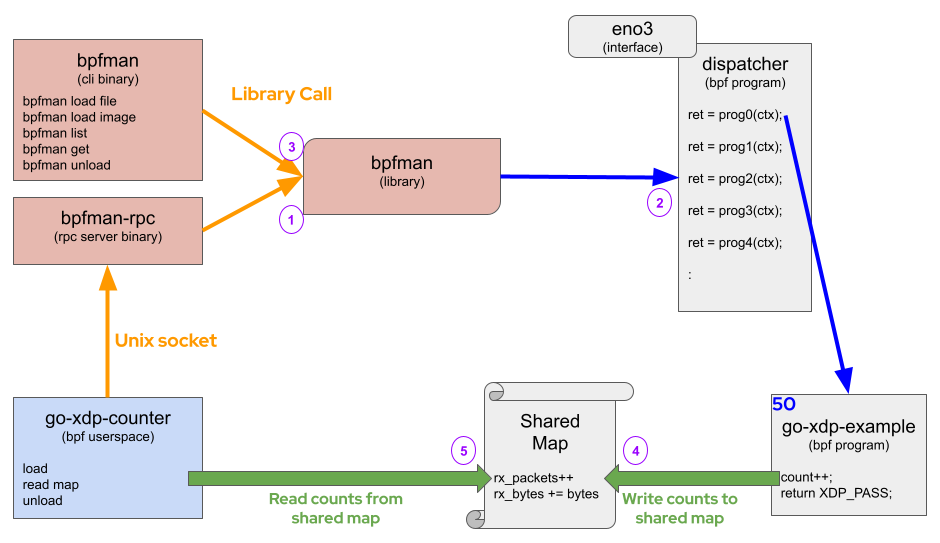 bpfman
(cli binary)
bpfman load file
bpfman load image
bpfman list
bpfman get
bpfman unload
Library Call
3
1
bpfman
(library)
eno3
(interface)
dispatcher
(bpf program)
ret = prog0(ctx);
ret = prog1(ctx);
ret = prog2(ctx);
ret = prog3(ctx);
ret = prog4(ctx);
:
2
bpfman-rpc
(rpc server binary)
Unix socket
go-xdp-counter
(bpf userspace)
load
read map
unload
5
Read counts from
shared map
Shared
Map
rx_packets++
rx_bytes += bytes
4
Write counts to
shared map
50
go-xdp-example
(bpf program)
count++;
return XDP_PASS;